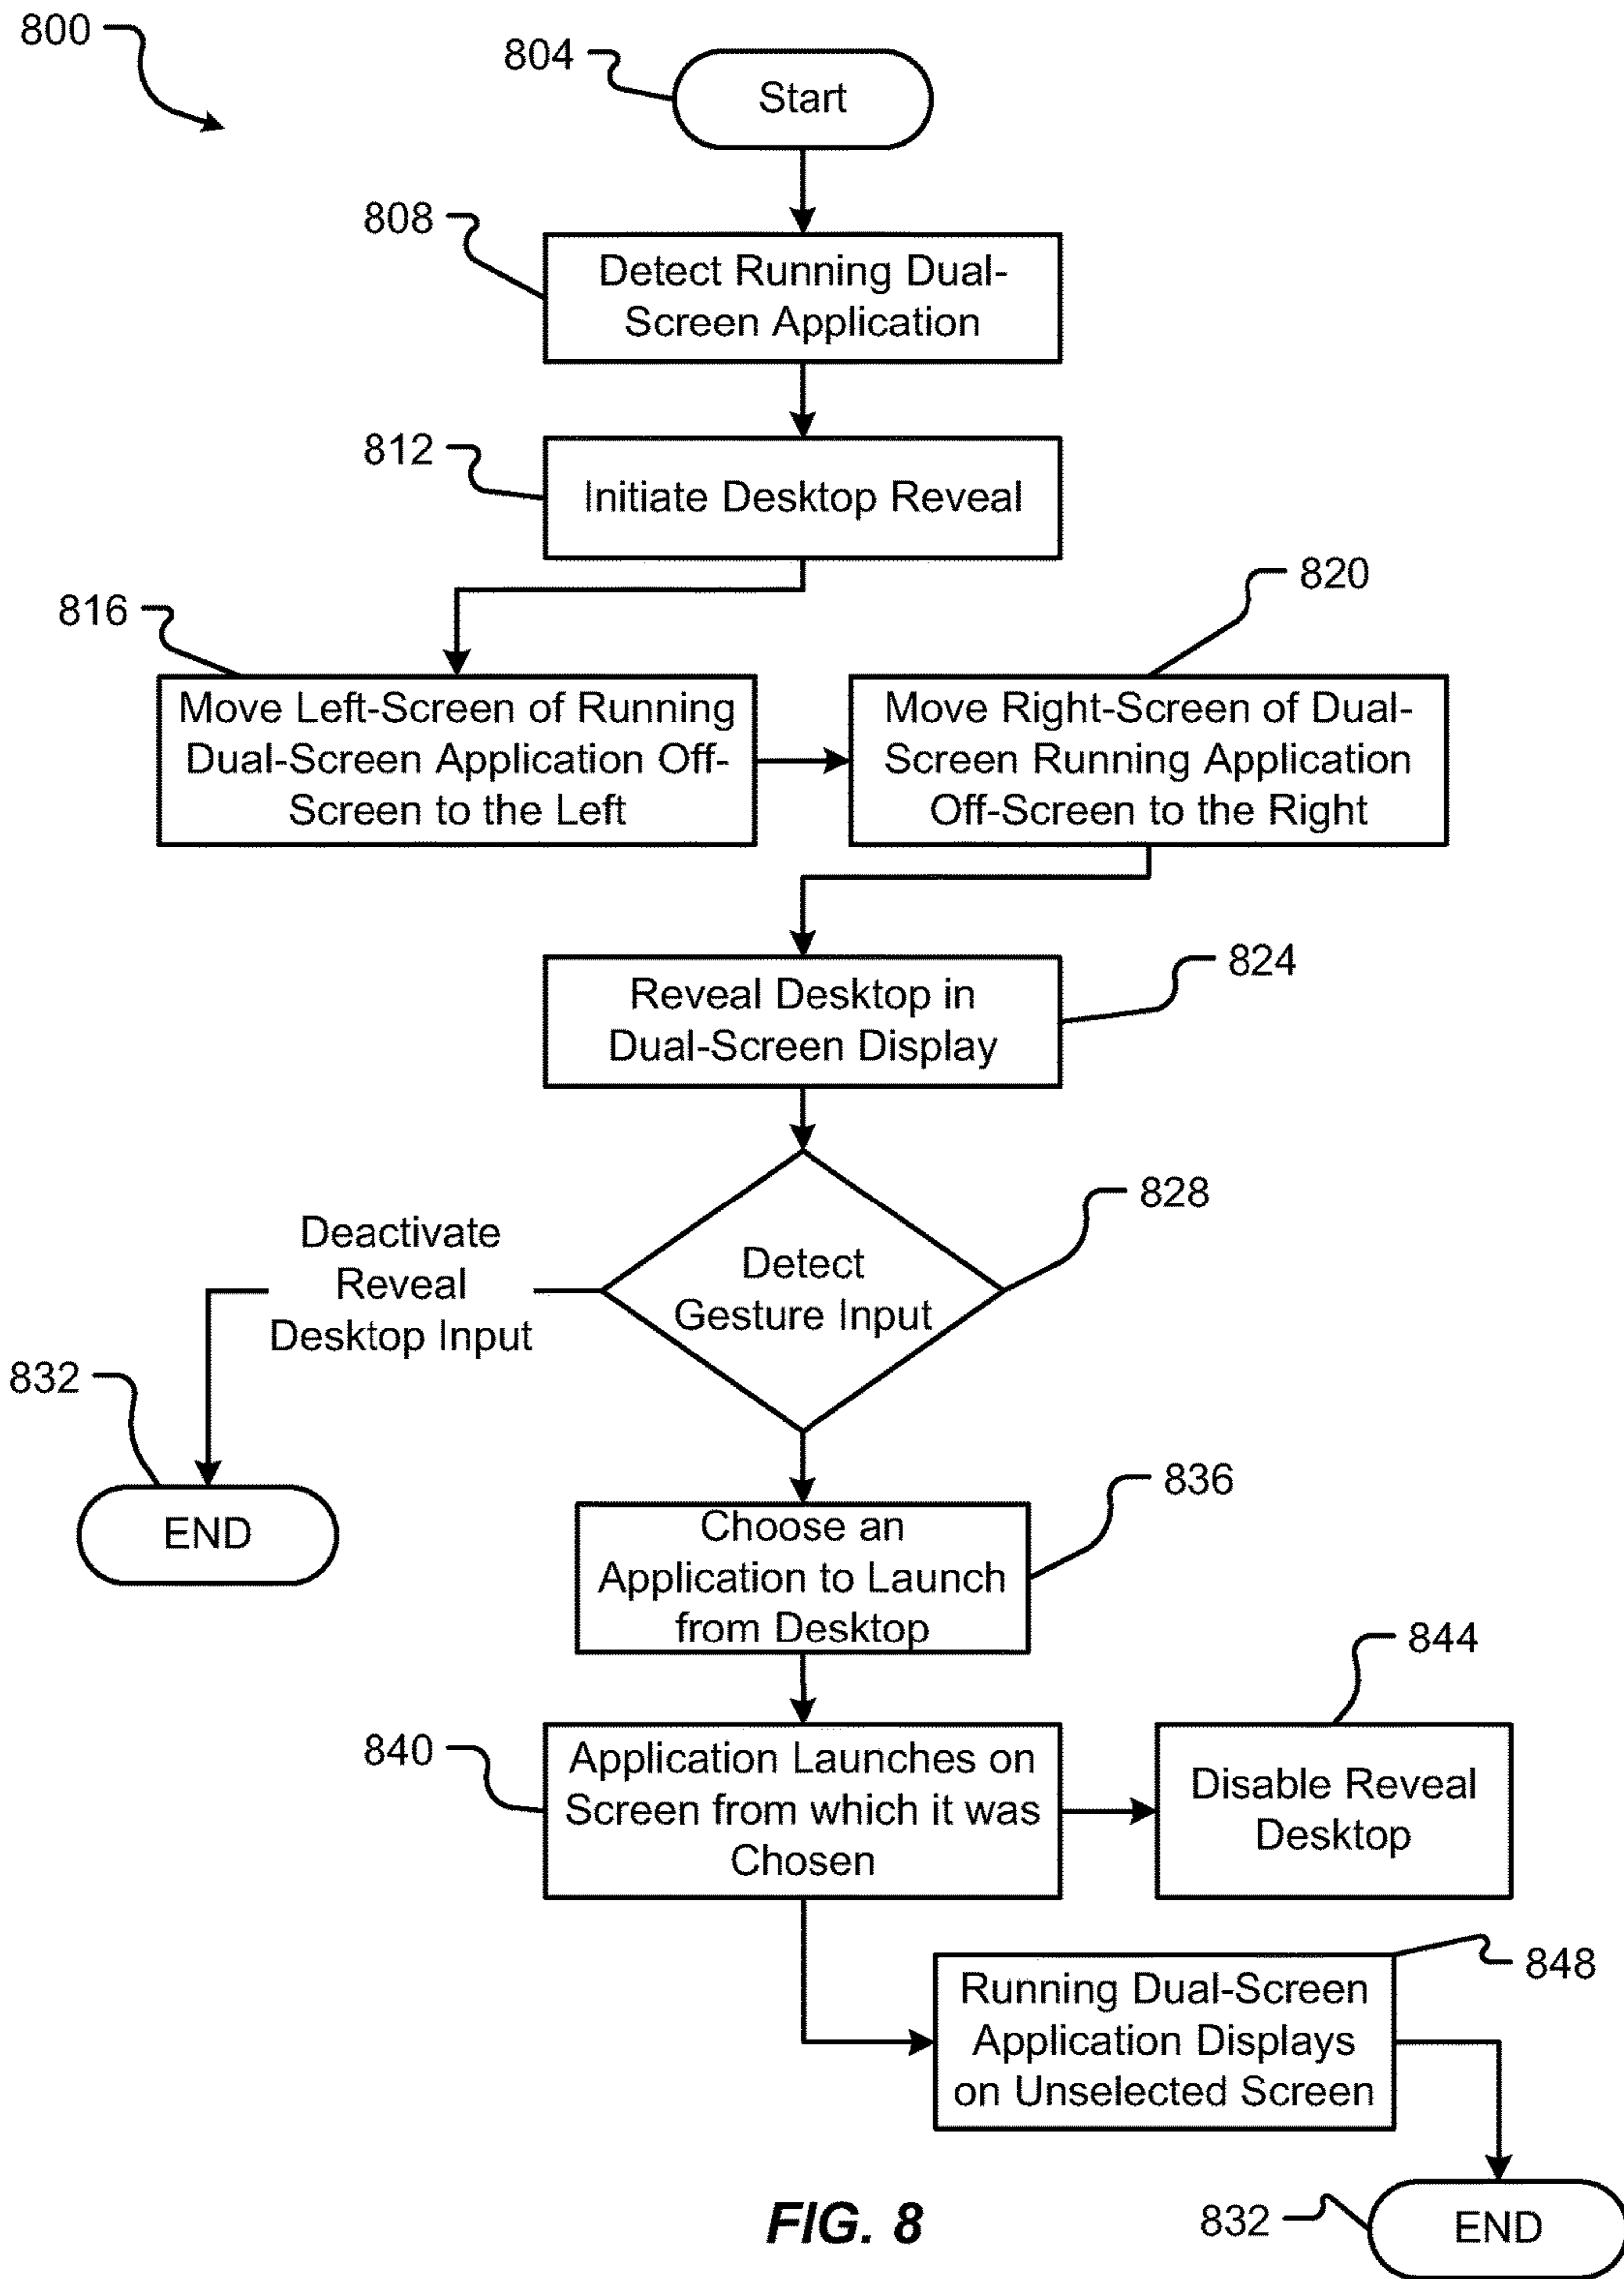 800
804
Start
808
Detect Running Dual-
Screen Application
812
Initiate Desktop Reveal
816
820
Move Left-Screen of Running
Dual-Screen Application Off-
Screen to the Left
Move Right-Screen of Dual-
Screen Running Application
Off-Screen to the Right
824
Reveal Desktop in
Dual-Screen Display
828
Detect
Gesture Input
Deactivate
Reveal
Desktop Input
832
END
836
Choose an
Application to Launch
from Desktop
840
Application Launches on
Screen from which it was
Chosen
844
Disable Reveal
Desktop
848
Running Dual-Screen
Application Displays
on Unselected Screen
832
END
FIG. 8